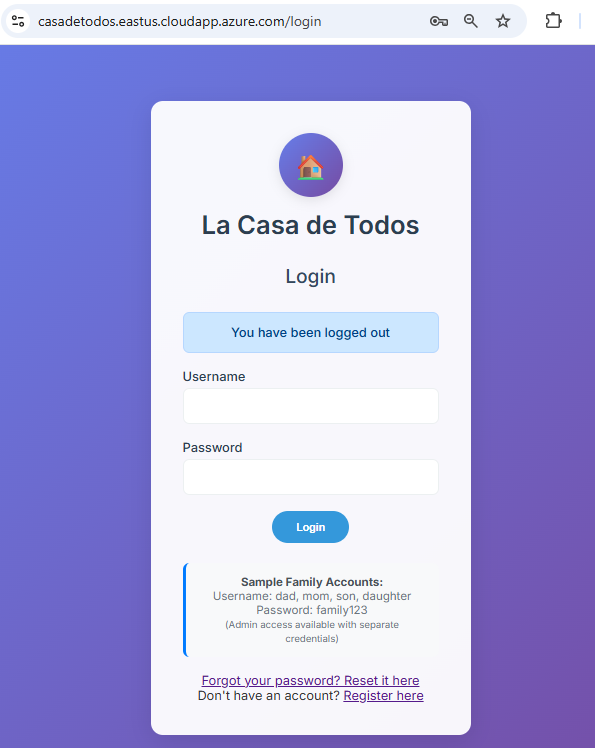 casadetodos.eastus.cloudapp.azure.com/login
La Casa de Todos
Login
You have been logged out
Username
Password
Login
Sample Family Accounts:
Username: dad, mom, son, daughter
Password: family123
(Admin access available with separate
credentials)
Forgot your password? Reset it here
Don't have an account? Register here